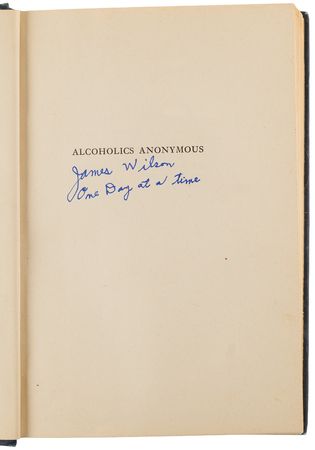 ALCOHOLICS ANONYMOUS
James Wilson
One Day at a time